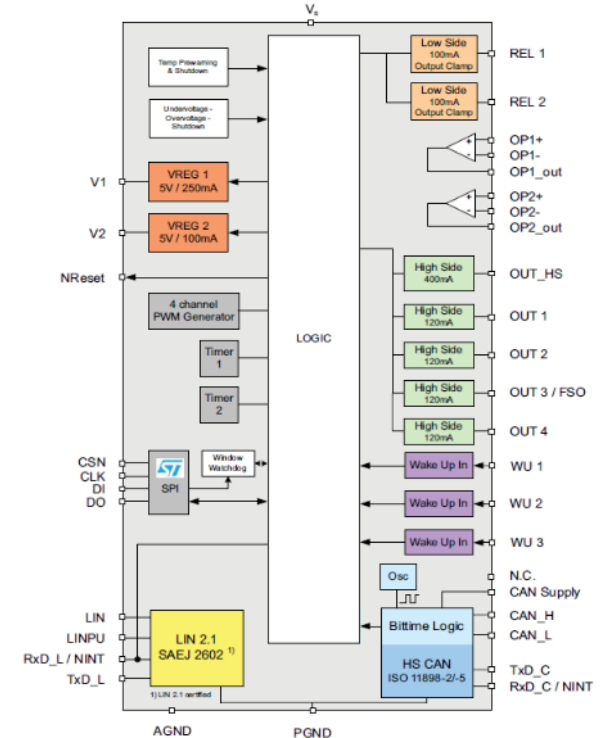 Vs
Temp Prewarning
& Shutdown
Undervoltage -
Overvoltage -
Shutdown
V1
VREG 1
5V / 250mA
V2
VREG 2
5V / 100mA
NReset
4 channel
PWM Generator
Timer
1
Timer
2
LOGIC
CSN
CLK
DI
DO
ST
SPI
Window
Watchdog
LIN
LINPU
RxD_L / NINT
TxD_L
LIN 2.1
SAEJ 2602 1)
1) LIN 2.1 certified
AGND
PGND
Low Side
100mA
Output Clamp
REL 1
Low Side
100mA
Output Clamp
REL 2
+
-
OP1+
OP1-
OP1_out
+
-
OP2+
OP2-
OP2_out
High Side
400mA
OUT_HS
High Side
120mA
OUT 1
High Side
120mA
OUT 2
High Side
120mA
OUT 3 / FSO
High Side
120mA
OUT 4
Wake Up In
WU 1
Wake Up In
WU 2
Wake Up In
WU 3
Osc
N.C.
CAN Supply
Bittime Logic
CAN_H
CAN_L
HS CAN
ISO 11898-2/-5
TxD_C
RxD_C / NINT